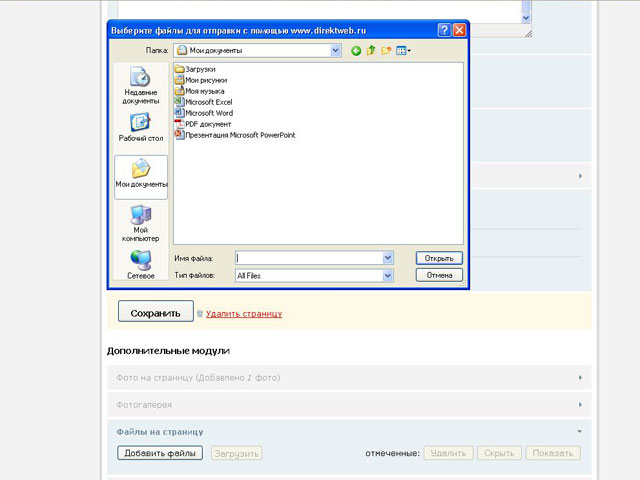 Выберите файлы для отправки с помощью www.direktweb.ru
Папка:
Мои документы
Недавние документы
Рабочий стол
Мои документы
Мой компьютер
Сетевое
Загрузки
Мои рисунки
Моя музыка
Microsoft Excel
Microsoft Word
PDF документ
Презентация Microsoft PowerPoint
Имя файла:
Открыть
Тип файлов:
All Files
Отмена
Сохранить
Удалить страницу
Дополнительные модули
Фото на страницу (Добавлено 1 фото)
Фотогалерея
Файлы на страницу
Добавить файлы
Загрузить
отмеченные:
Удалить
Скрыть
Показать